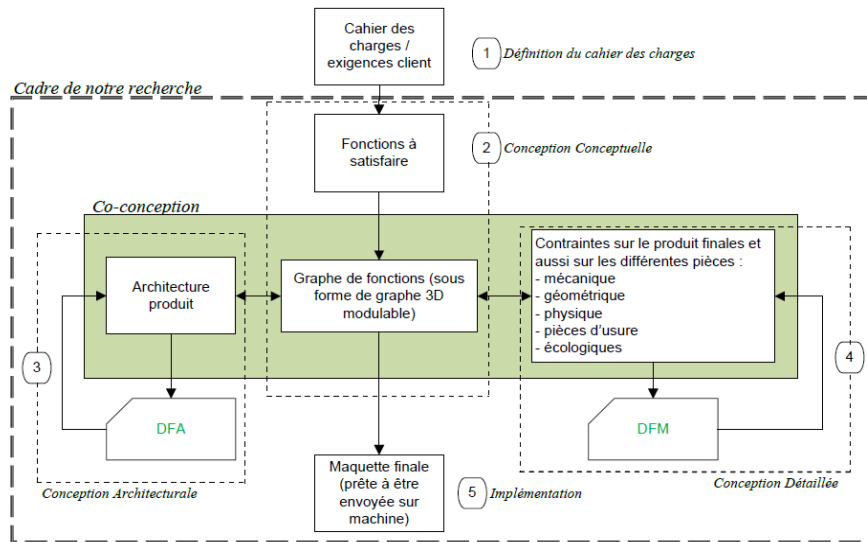 Cahier des
charges /
exigences client
1
Définition du cahier des charges
Cadre de notre recherche
Fonctions à
satisfaire
2
Conception Conceptuelle
Co-conception
Architecture
produit
Graphe de fonctions (sous
forme de graphe 3D
modulable)
Contraintes sur le produit finales et
aussi sur les différentes pièces :
- mécanique
- géométrique
- physique
- pièces d'usure
- écologiques
3
4
DFA
DFM
Conception Architecturale
Maquette finale
(prête à être
envoyée sur
machine)
5
Implémentation
Conception Détaillée